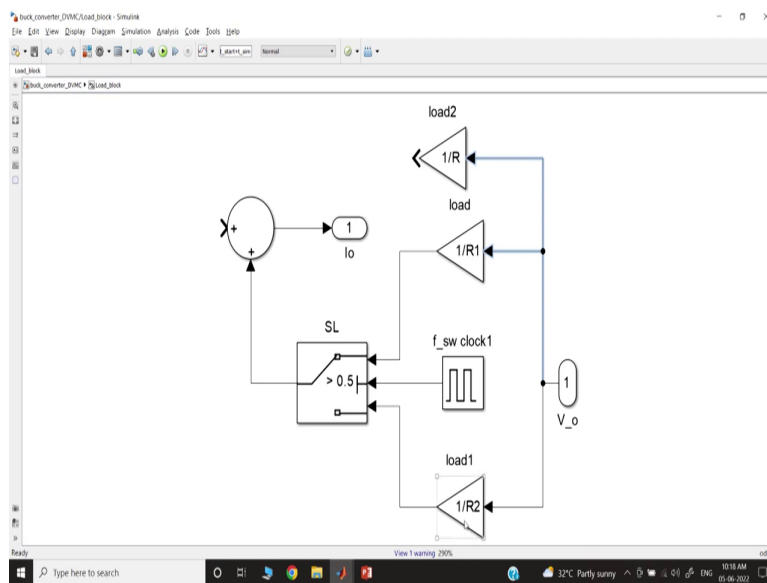 buck_converter_DVMC/Load_block - Simulink
File Edit View Display Diagram Simulation Analysis Code Tools Help
Normal
Load_block
buck_converter_DVMC Load_block
load2
1/R
load
1/R1
1
Io
+
+
SL
> 0.5
f_sw clock1
1
V_o
load1
1/R2
Ready
View 1 warning 290%
Type here to search
32°C Partly sunny
ENG
10:18 AM
05-06-2022